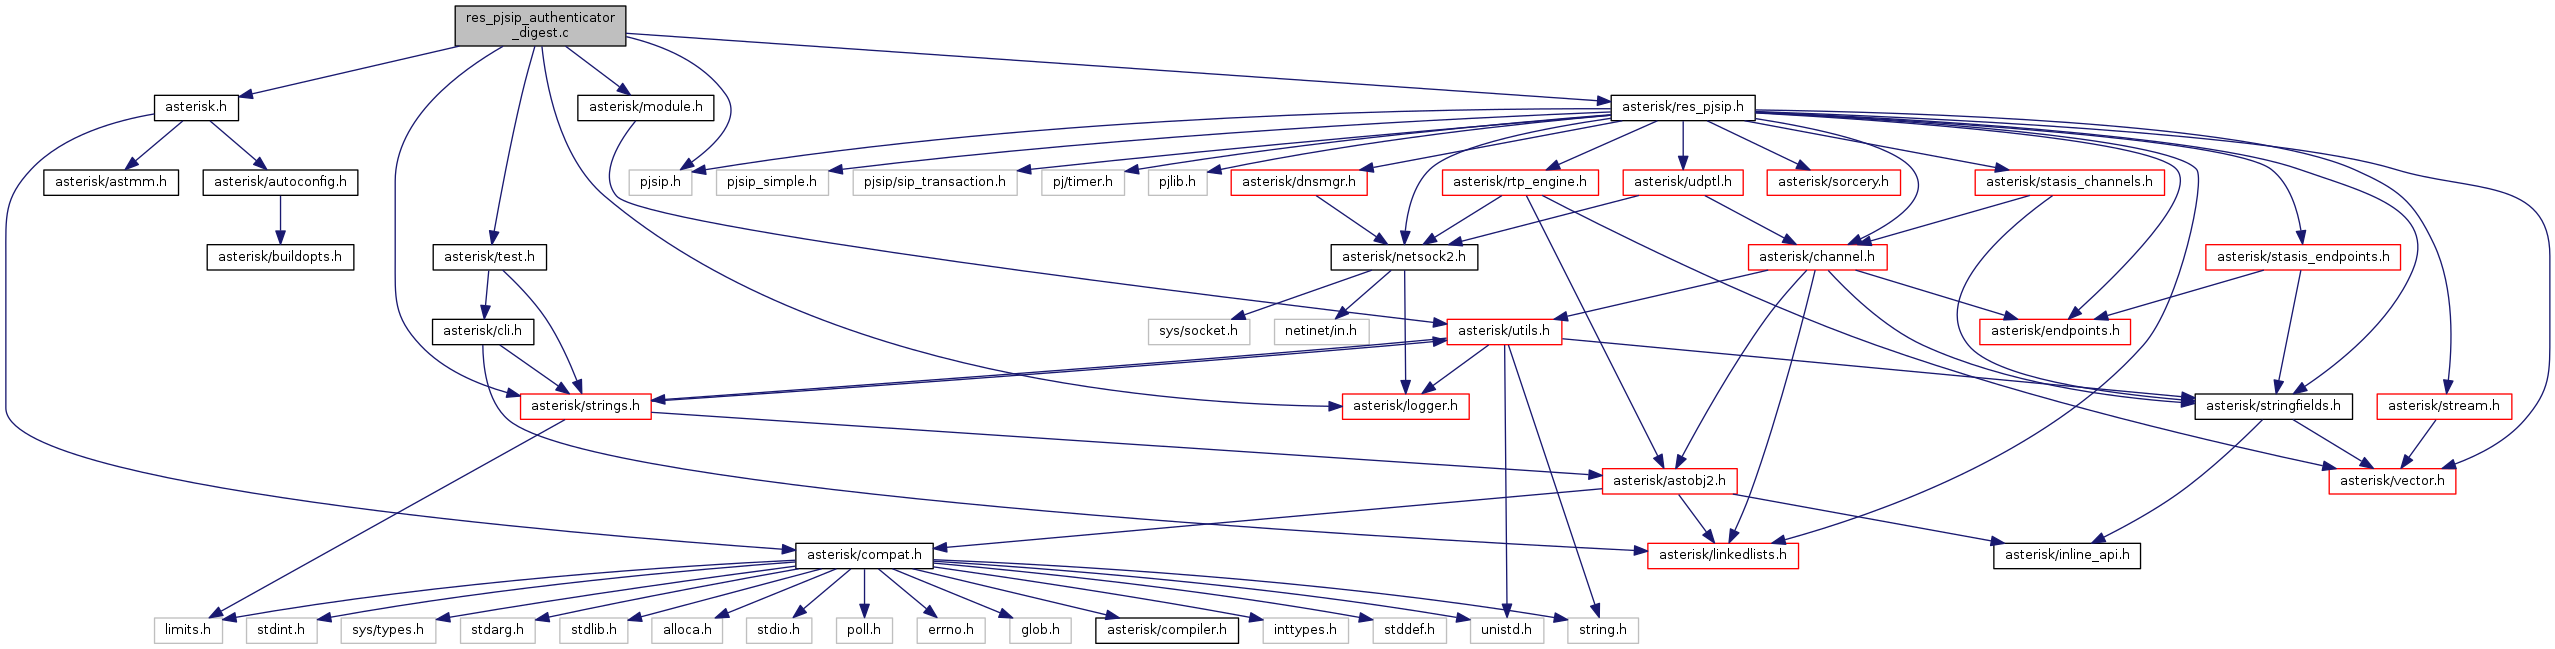 res_pjsip_authenticator
_digest.c
asterisk.h
asterisk/module.h
asterisk/res_pjsip.h
asterisk/astmm.h
asterisk/autoconfig.h
pjsip.h
pjsip_simple.h
pjsip/sip_transaction.h
pj/timer.h
pjlib.h
asterisk/dnsmgr.h
asterisk/rtp_engine.h
asterisk/udptl.h
asterisk/sorcery.h
asterisk/stasis_channels.h
asterisk/buildopts.h
asterisk/test.h
asterisk/netsock2.h
asterisk/channel.h
asterisk/stasis_endpoints.h
asterisk/cli.h
sys/socket.h
netinet/in.h
asterisk/utils.h
asterisk/endpoints.h
asterisk/strings.h
asterisk/logger.h
asterisk/stringfields.h
asterisk/stream.h
asterisk/astobj2.h
asterisk/vector.h
asterisk/compat.h
asterisk/linkedlists.h
asterisk/inline_api.h
limits.h
stdint.h
sys/types.h
stdarg.h
stdlib.h
alloca.h
stdio.h
poll.h
errno.h
glob.h
asterisk/compiler.h
inttypes.h
stddef.h
unistd.h
string.h